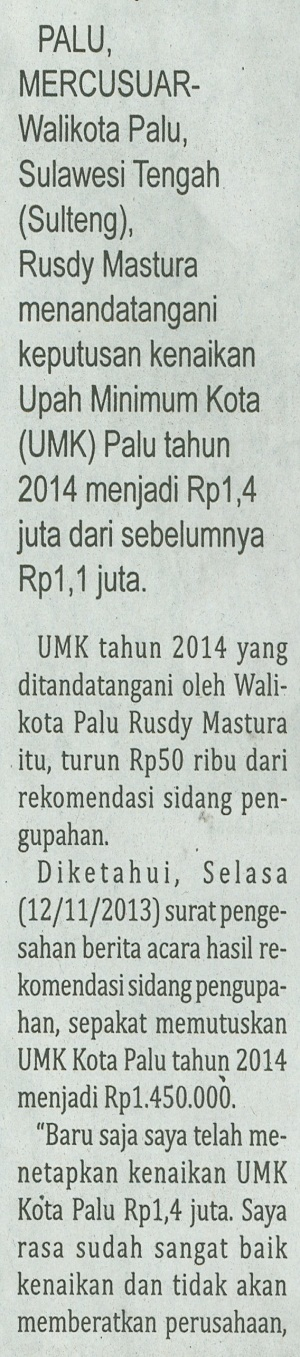 PALU,
MERCUSUAR-
Walikota Palu,
Sulawesi Tengah
(Sulteng),
Rusdy Mastura
menandatangani
keputusan kenaikan
Upah Minimum Kota
(UMK) Palu tahun
2014 menjadi Rp1,4
juta dari sebelumnya
Rp1,1 juta.
UMK tahun 2014 yang
ditandatangani oleh Wali-
kota Palu Rusdy Mastura
itu, turun Rp50 ribu dari
rekomendasi sidang pen-
gupahan.
Diketahui, Selasa
(12/11/2013) surat penge-
sahan berita acara hasil re-
komendasi sidang pengupa-
han, sepakat memutuskan
UMK Kota Palu tahun 2014
menjadi Rp1.450.000.
“Baru saja saya telah me-
netapkan kenaikan UMK
Kota Palu Rp1,4 juta. Saya
rasa sudah sangat baik
kenaikan dan tidak akan
memberatkan perusahaan,